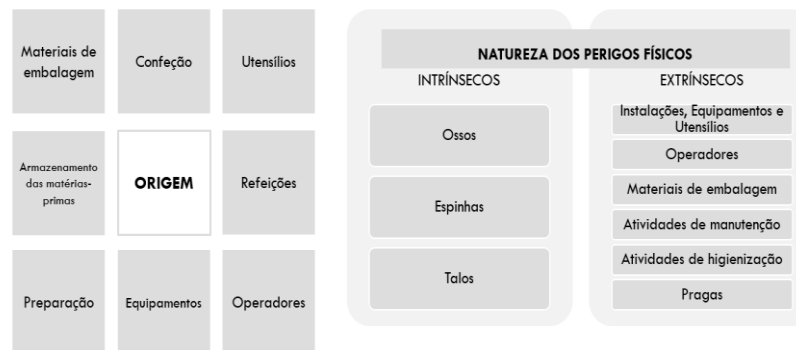 Materiais de
embalagem
Confeção
Utensílios
Armazenamento
das matérias-
primas
ORIGEM
Refeições
Preparação
Equipamentos
Operadores
NATUREZA DOS PERIGOS FÍSICOS
INTRÍNSECOS
Ossos
Espinhas
Talos
EXTRÍNSECOS
Instalações, Equipamentos e
Utensílios
Operadores
Materiais de embalagem
Atividades de manutenção
Atividades de higienização
Pragas